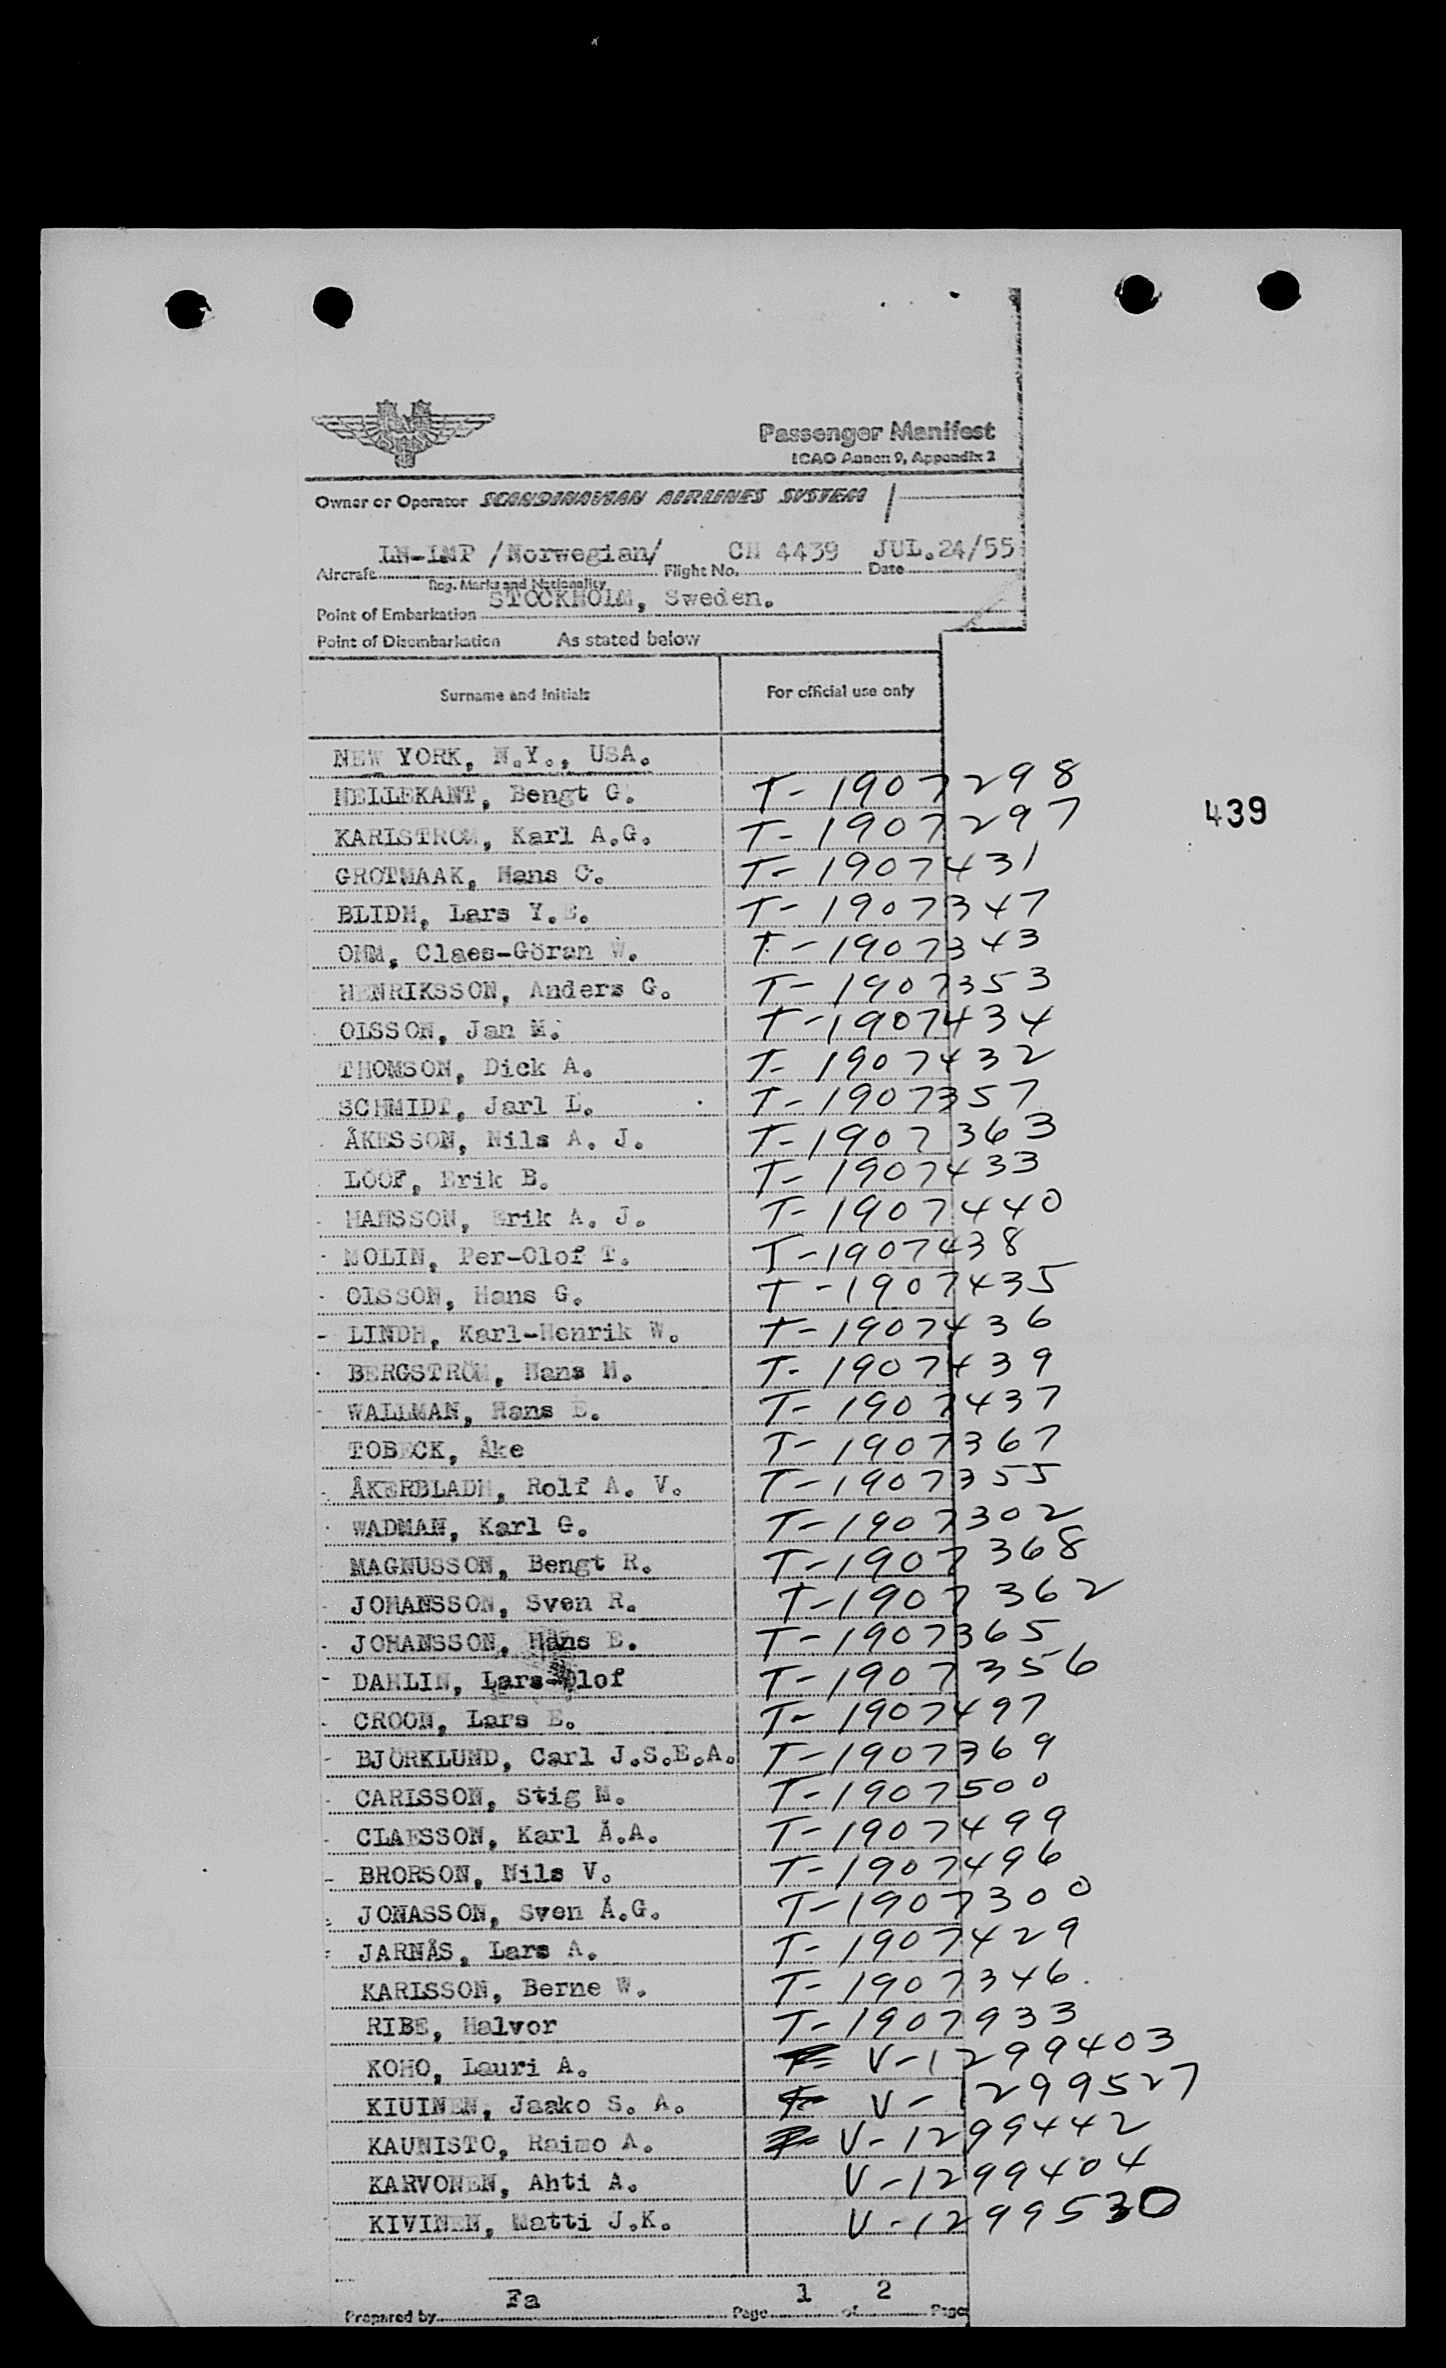 Passenger Manifest
ICAO Annex 9, Appendix 2
Owner or Operator SCANDINAVIAN AIRLINES SYSTEM
LN-LMP /Norwegian/ CH 4439 JUL.24/55
Aircraft Flight No. Date
Reg. Marks and Nationality
STOCKHOLM, Sweden.
Point of Embarkation
Point of Disembarkation As stated below
Surname and Initials For official use only
NEW YORK, N.Y., USA.
HELLEKANT, Bengt G. T- 1907298
439
KARLSTROM, Karl A.G. T- 1907297
GROTMAAK, Hans C. T- 1907431
BLIDH, Lars Y.E. T- 1907347
OHM, Claes-Göran W. T- 1907343
HENRIKSSON, Anders G. T- 1907353
OLSSON, Jan M. T-1907434
THOMSON, Dick A. T- 1907432
SCHMIDT, Jarl L. T- 1907357
ÅKESSON, Nils A. J. T-1907363
LÖÖF, Erik B. T- 1907433
HANSSON, Erik A. J. T- 1907440
MOLIN, Per-Olof T. T-1907438
OLSSON, Hans G. T-1907435
LINDH, Karl-Henrik W. T-1907436
BERGSTRÖM, Hans H. T- 1907439
WALLMAN, Hans E. T- 1907437
TOBECK, Åke T- 1907367
ÅKERBLADH, Rolf A. V. T-1907355
WADMAN, Karl G. T-1907302
MAGNUSSON, Bengt R. T-1907368
JOHANSSON, Sven R. T-1907362
JOHANSSON, Hans E. T-1907365
DAHLIN, Lars-Olof T-1907356
CROON, Lars E. T- 1907497
BJÖRKLUND, Carl J.S.E.A. T-1907369
CARLSSON, Stig M. T-1907500
CLAESSON, Karl Å.A. T-1907499
BRORSON, Nils V. T-1907496
JONASSON, Sven Å.G. T-1907300
JARNÅS, Lars A. T- 1907429
KARLSSON, Berne W. T- 1907346
RIBE, Halvor T- 1907933
KOHO, Lauri A. V-1299403
KIUINEN, Jaako S. A. V-1299527
KAUNISTO, Raimo A. V-1299442
KARVONEN, Ahti A. V-1299404
KIVINEN, Matti J.K. V-1299530
Fa 1 2
Prepared by Page of Page